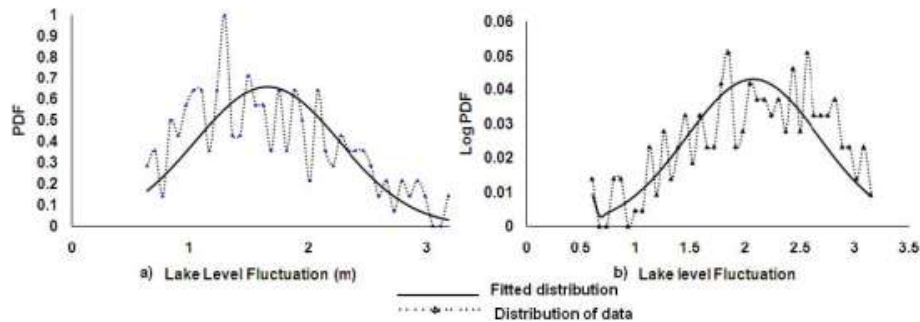 1
0.9
0.8
0.7
0.6
0.5
0.4
0.3
0.2
0.1
0
PDF
0 1 2 3
a) Lake Level Fluctuation (m)
0.06
0.05
0.04
0.03
0.02
0.01
0
Log PDF
0 0.5 1 1.5 2 2.5 3 3.5
b) Lake level Fluctuation
Fitted distribution
Distribution of data